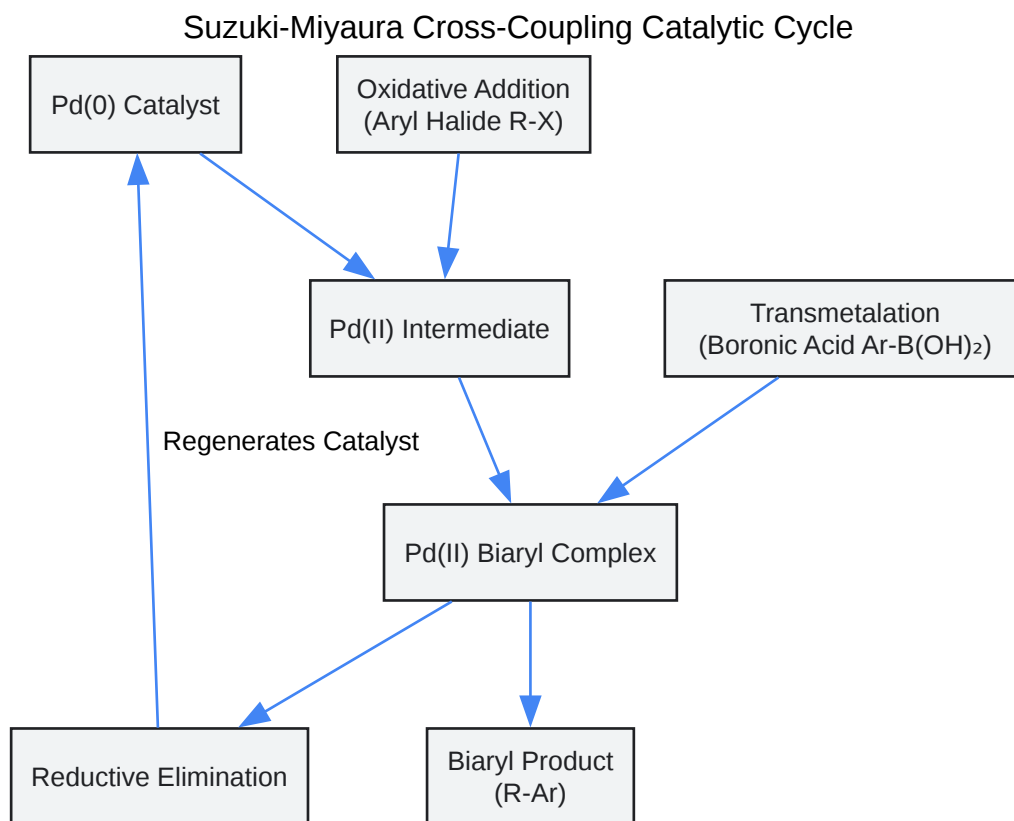 Suzuki-Miyaura Cross-Coupling Catalytic Cycle
Pd(0) Catalyst
Oxidative Addition
(Aryl Halide R-X)
Pd(II) Intermediate
Transmetalation
(Boronic Acid Ar-B(OH)₂)
Regenerates Catalyst
Pd(II) Biaryl Complex
Reductive Elimination
Biaryl Product
(R-Ar)